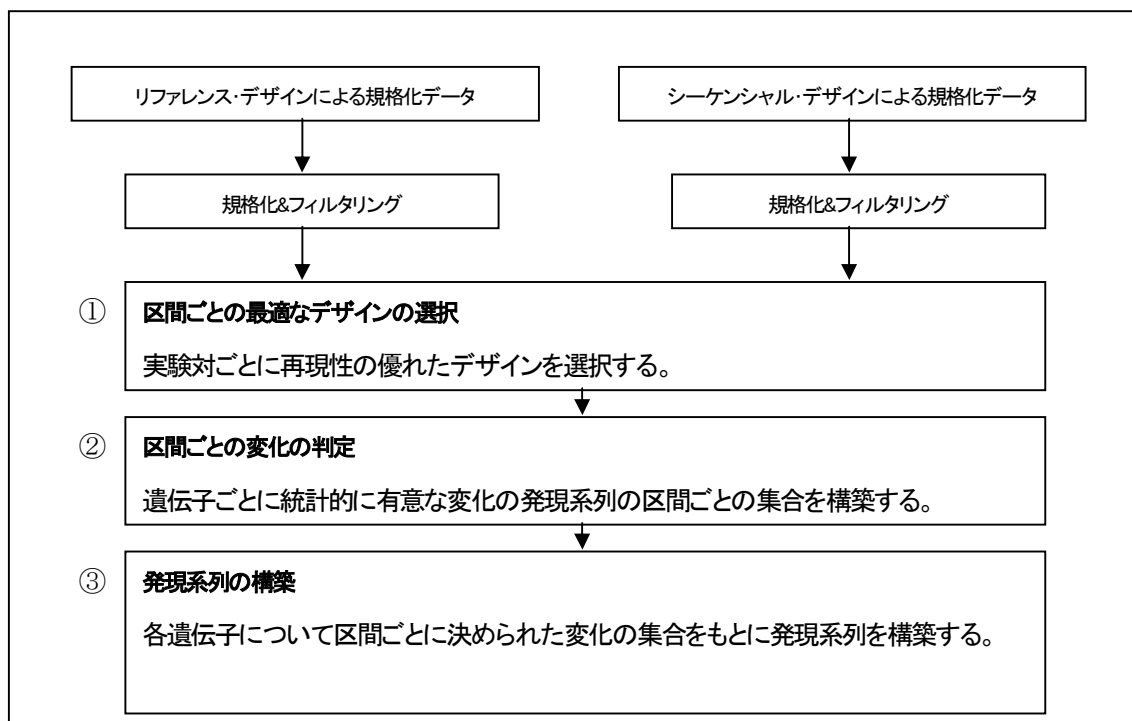 リファレンス・デザインによる規格化データ
シーケンシャル・デザインによる規格化データ
規格化&フィルタリング
規格化&フィルタリング
① 区間ごとの最適なデザインの選択
実験対ごとに再現性の優れたデザインを選択する。
② 区間ごとの変化の判定
遺伝子ごとに統計的に有意な変化の発現系列の区間ごとの集合を構築する。
③ 発現系列の構築
各遺伝子について区間ごとに決められた変化の集合をもとに発現系列を構築する。